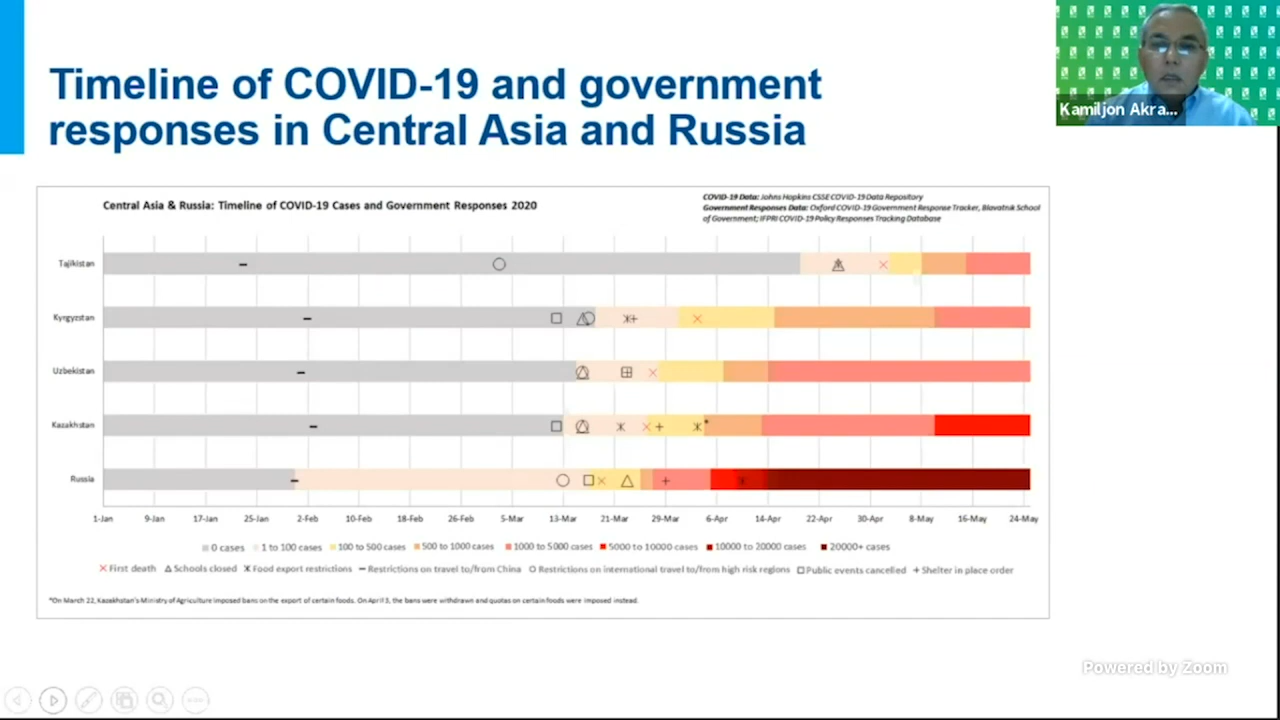 Timeline of COVID-19 and government
responses in Central Asia and Russia
Kamiljon Akra...
Central Asia & Russia: Timeline of COVID-19 Cases and Government Responses 2020
COVID-19 Data: Johns Hopkins CSSE COVID-19 Data Repository
Government Responses Data: Oxford COVID-19 Government Response Tracker, Blavatnik School
of Government; IFPRI COVID-19 Policy Responses Tracking Database
Tajikistan
Kyrgyzstan
Uzbekistan
Kazakhstan
Russia
1-Jan 9-Jan 17-Jan 25-Jan 2-Feb 10-Feb 18-Feb 26-Feb 5-Mar 13-Mar 21-Mar 29-Mar 6-Apr 14-Apr 22-Apr 30-Apr 8-May 16-May 24-May
0 cases 1 to 100 cases 100 to 500 cases 500 to 1000 cases 1000 to 5000 cases 5000 to 10000 cases 10000 to 20000 cases 20000+ cases
First death Schools closed Food export restrictions Restrictions on travel to/from China Restrictions on international travel to/from high risk regions Public events cancelled Shelter in place order
*On March 22, Kazakhstan's Ministry of Agriculture imposed bans on the export of certain foods. On April 3, the bans were withdrawn and quotas on certain foods were imposed instead.
Powered by Zoom